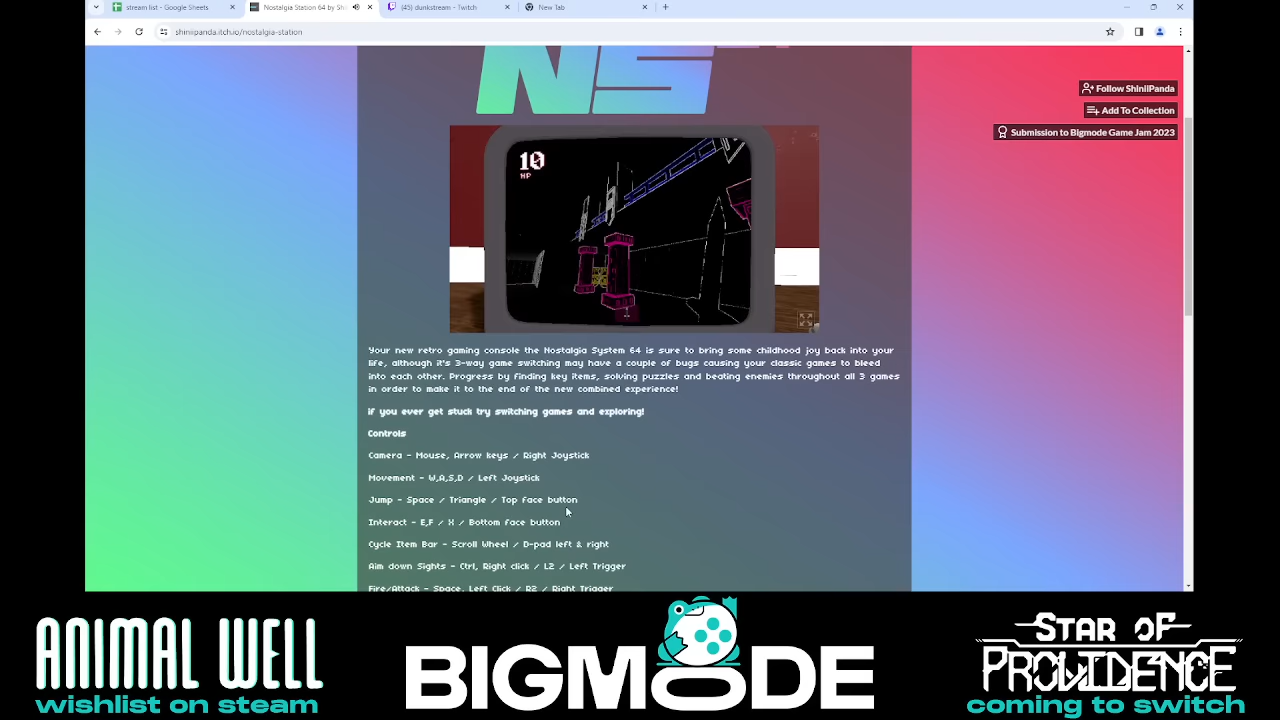 stream list - Google Sheets
Nostalgia Station 64 by Shi
(45) dunkstream - Twitch
New Tab
shiniipanda.itch.io/nostalgia-station
NS
Follow ShiniiPanda
Add To Collection
Submission to Bigmode Game Jam 2023
10
HP
Your new retro gaming console the Nostalgia System 64 is sure to bring some childhood joy back into your
life, although it's 3-way game switching may have a couple of bugs causing your classic games to bleed
into each other. Progress by finding key items, solving puzzles and beating enemies throughout all 3 games
in order to make it to the end of the new combined experience!
if you ever get stuck try switching games and exploring!
Controls
Camera - Mouse, Arrow keys / Right Joystick
Movement - W,A,S,D / Left Joystick
Jump - Space / Triangle / Top face button
Interact - E,F / X / Bottom face button
Cycle Item Bar - Scroll Wheel / D-pad left & right
Aim down Sights - Ctrl, Right click / L2 / Left Trigger
Fire/Attack - Space, Left Click / R2 / Right Trigger
ANIMAL WELL
wishlist on steam
BIGMODE
STAR OF
PROVIDENCE
coming to switch